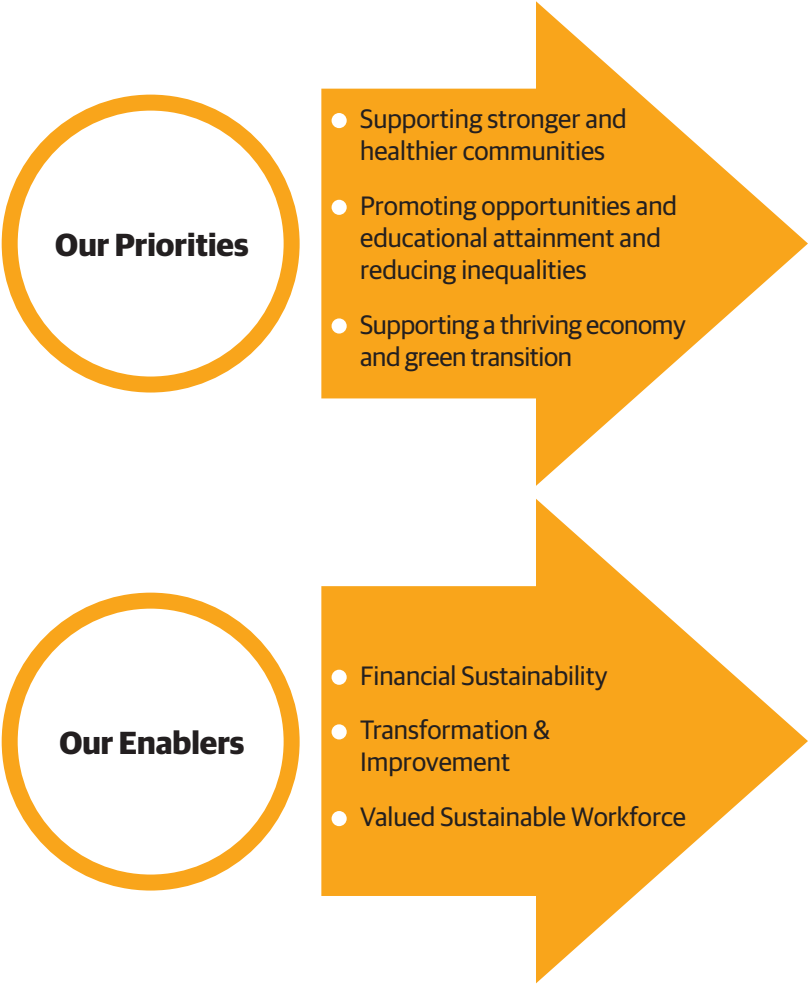 Our Priorities
Supporting stronger and
healthier communities
Promoting opportunities and
educational attainment and
reducing inequalities
Supporting a thriving economy
and green transition
Our Enablers
Financial Sustainability
Transformation &
Improvement
Valued Sustainable Workforce